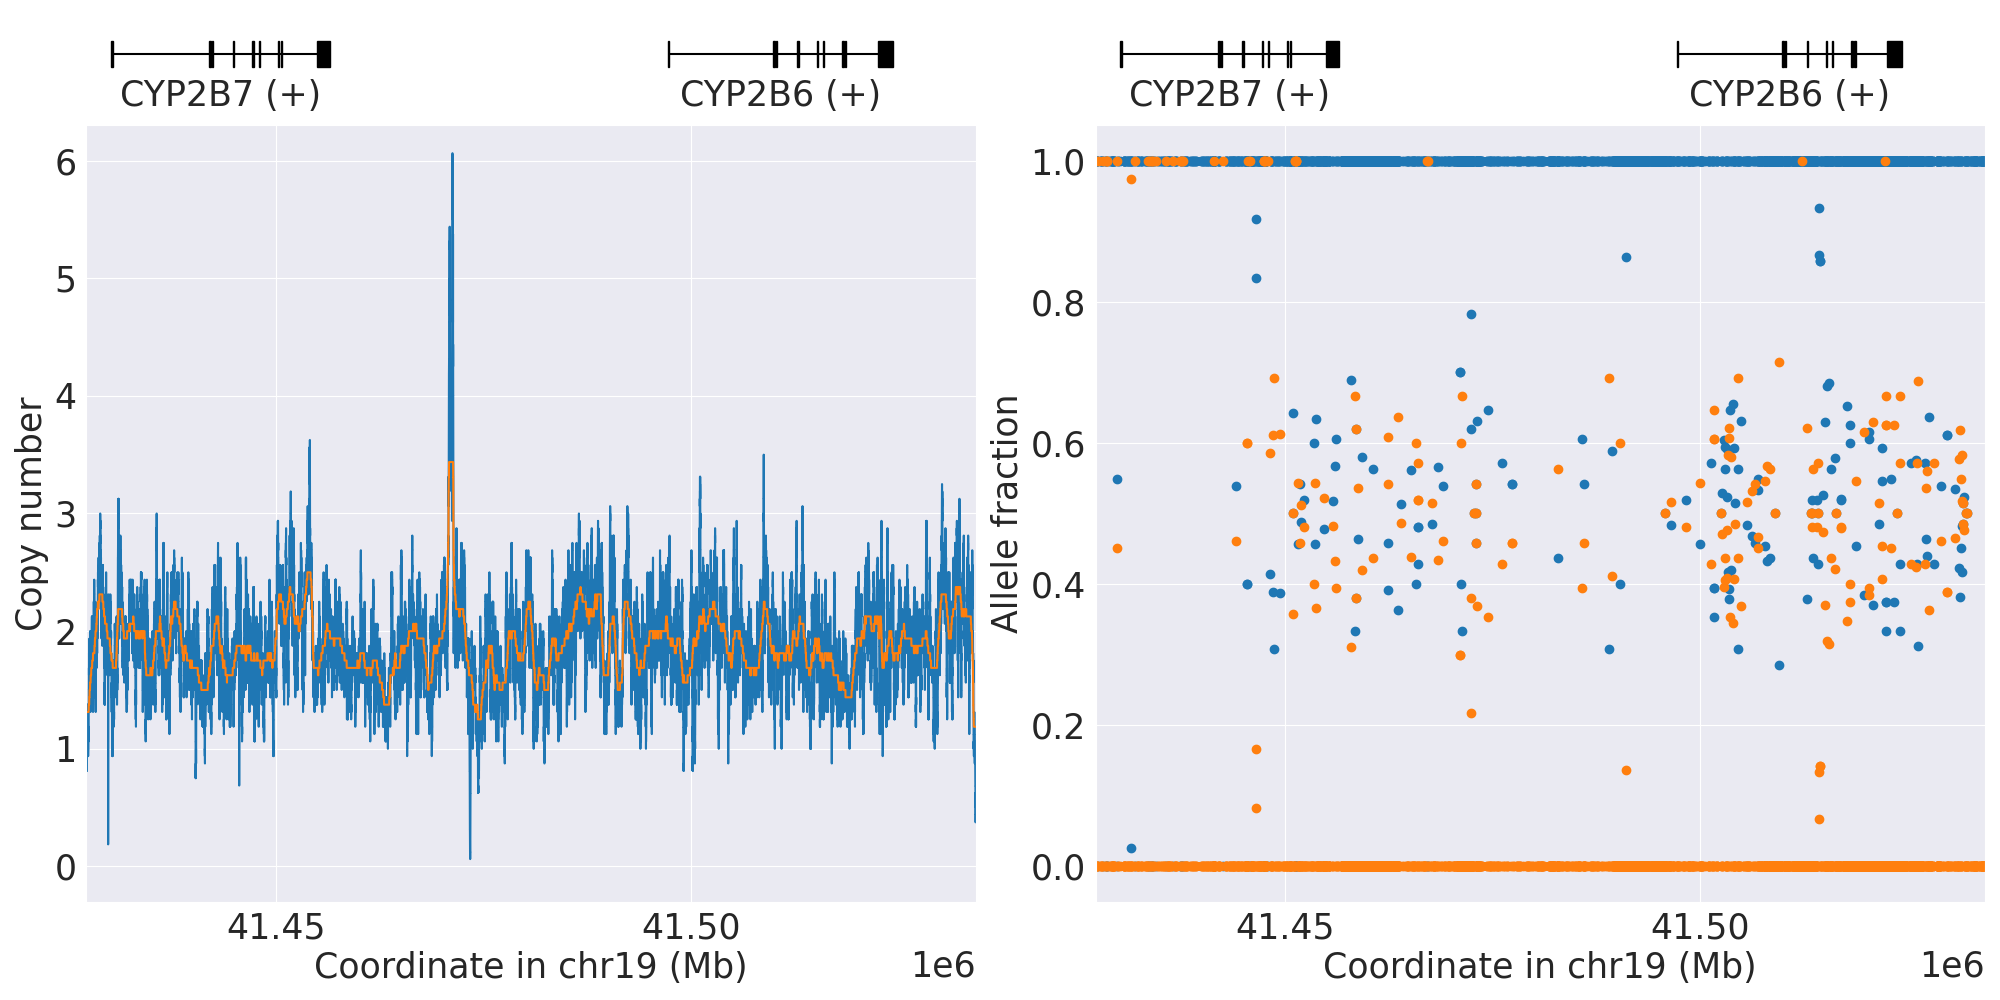 CYP2B7 (+)
CYP2B6 (+)
6
5
4
3
2
1
0
Copy number
41.45
41.50
Coordinate in chr19 (Mb)
1e6
CYP2B7 (+)
CYP2B6 (+)
1.0
0.8
0.6
0.4
0.2
0.0
Allele fraction
41.45
41.50
Coordinate in chr19 (Mb)
1e6